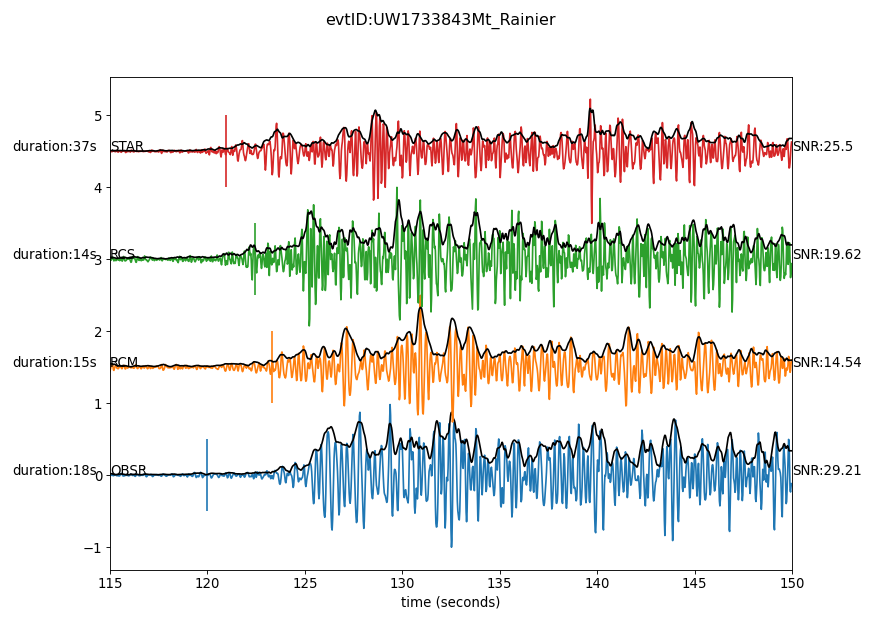 evtID:UW1733843Mt_Rainier
5
duration:37s STAR SNR:25.5
4
duration:14s RCS SNR:19.62
3
2
duration:15s RCM SNR:14.54
1
duration:18s OBSR SNR:29.21
0
−1
115 120 125 130 135 140 145 150
time (seconds)